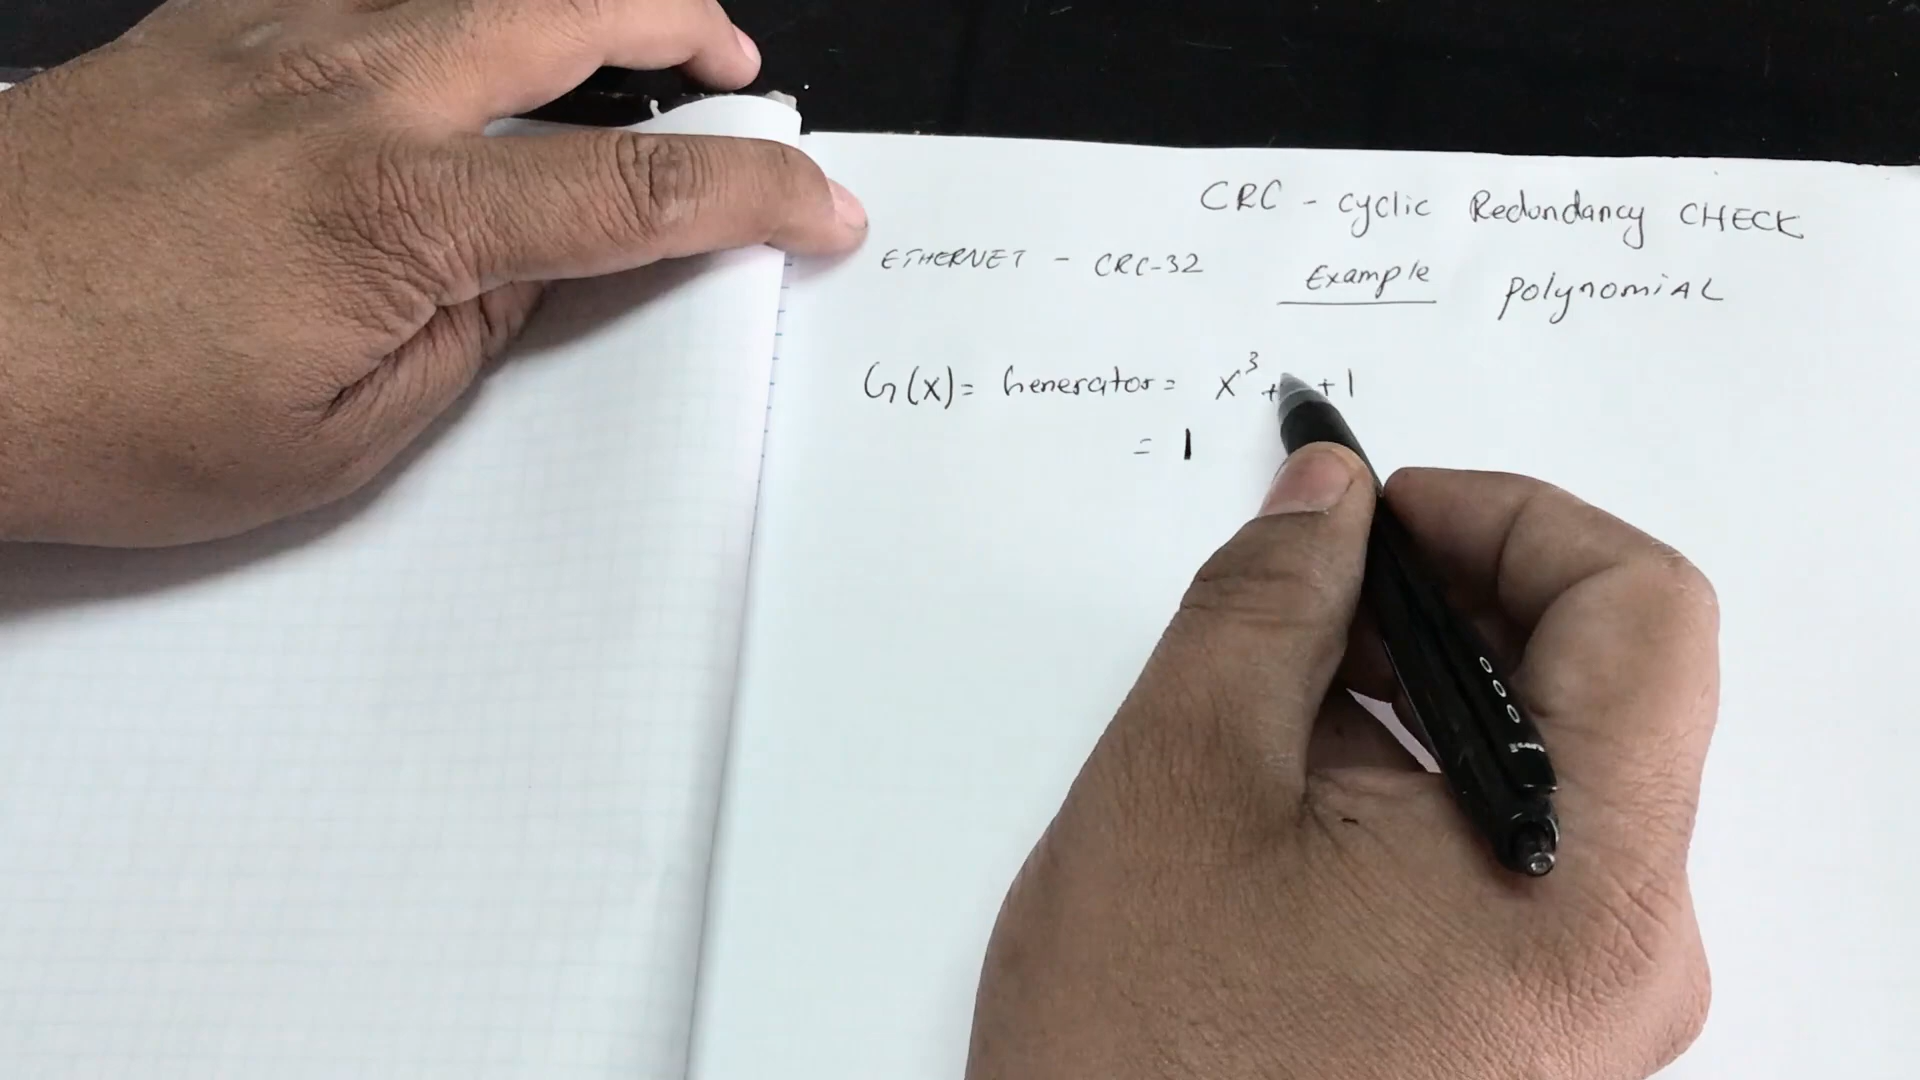 CRC - cyclic Redundancy CHECK
ETHERNET - CRC-32 Example polynomiAL
G(x) = Generator = x³ + + 1
= 1